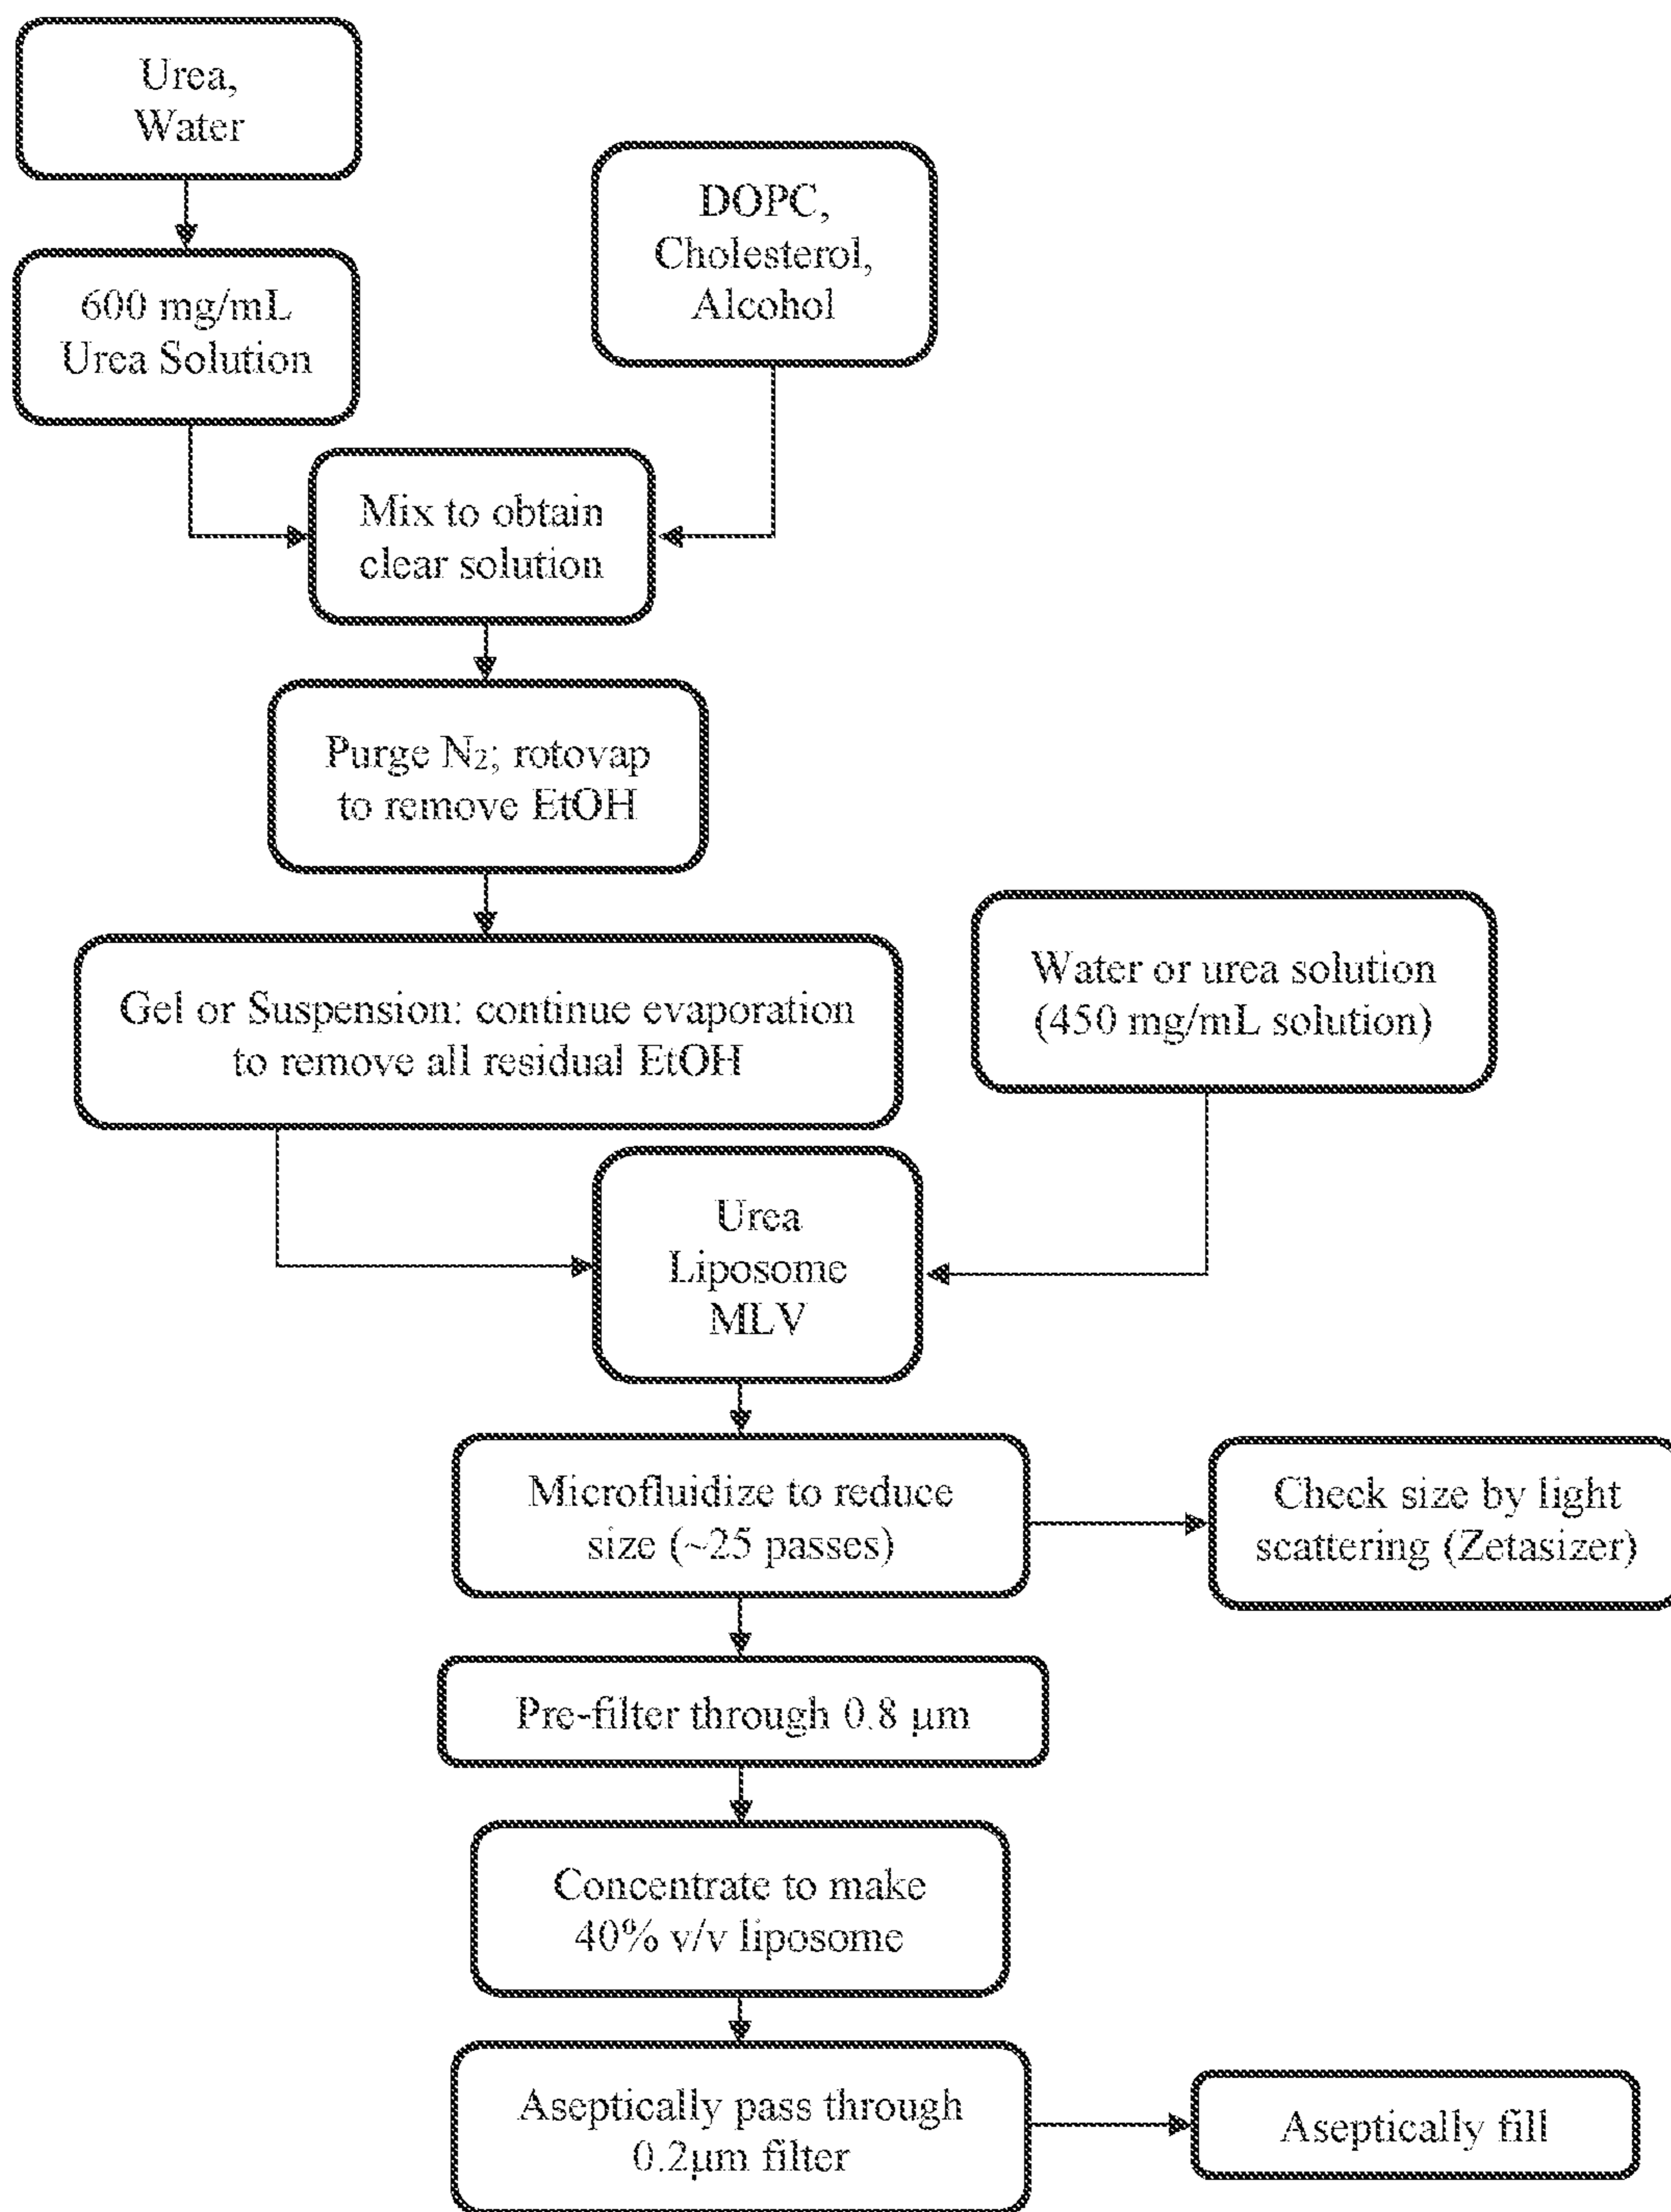 Urea,
Water
DOPC,
Cholesterol,
Alcohol
600 mg/mL
Urea Solution
Mix to obtain
clear solution
Purge N₂; rotovap
to remove EtOH
Gel or Suspension: continue evaporation
to remove all residual EtOH
Water or urea solution
(450 mg/mL solution)
Urea
Liposome
MLV
Microfluidize to reduce
size (~25 passes)
Check size by light
scattering (Zetasizer)
Pre-filter through 0.8 μm
Concentrate to make
40% v/v liposome
Aseptically pass through
0.2μm filter
Aseptically fill